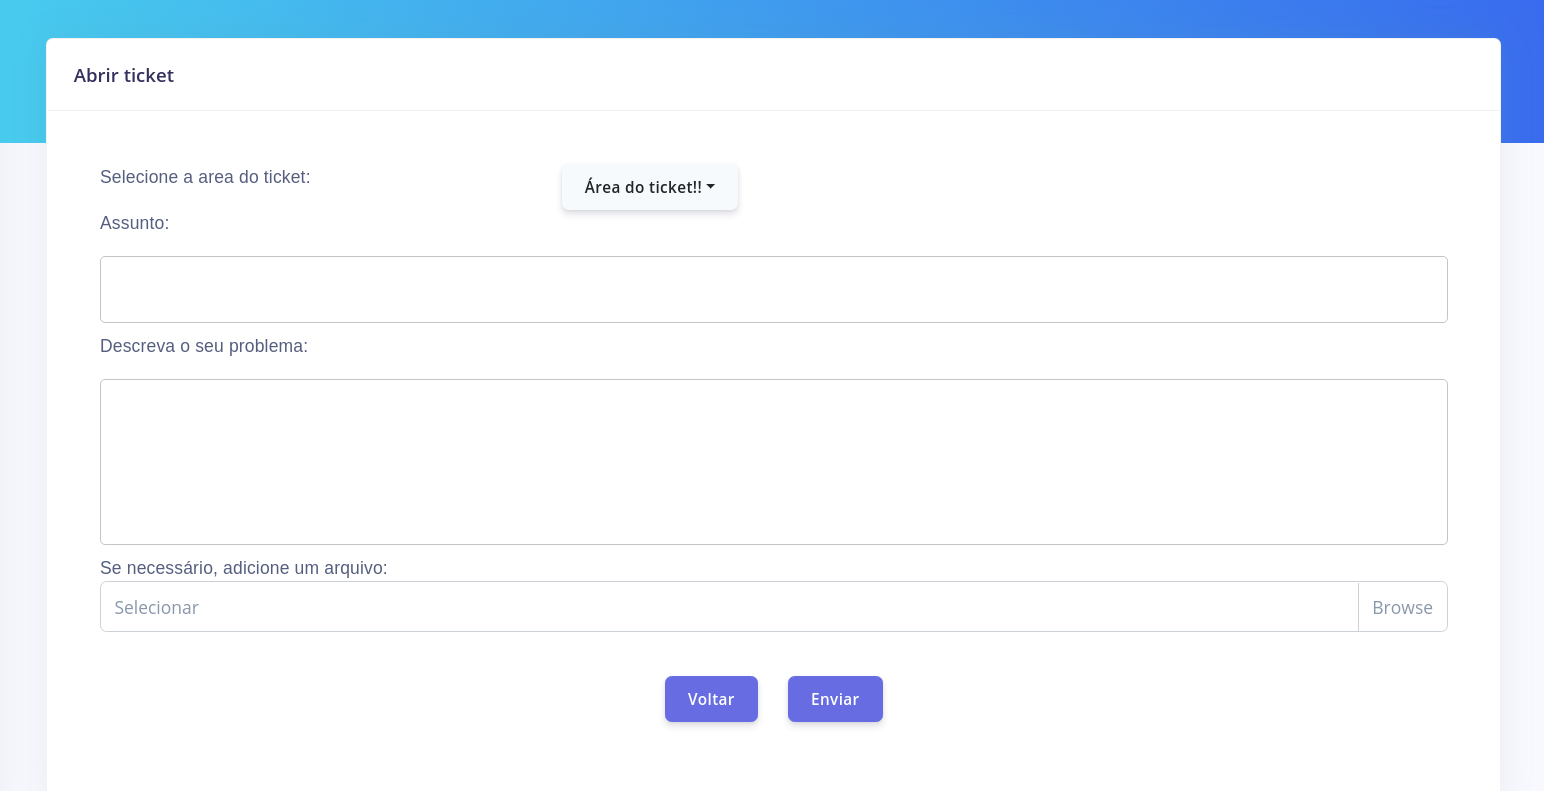 Abrir ticket
Selecione a area do ticket:
Área do ticket!!
Assunto:
Descreva o seu problema:
Se necessário, adicione um arquivo:
Selecionar
Browse
Voltar
Enviar